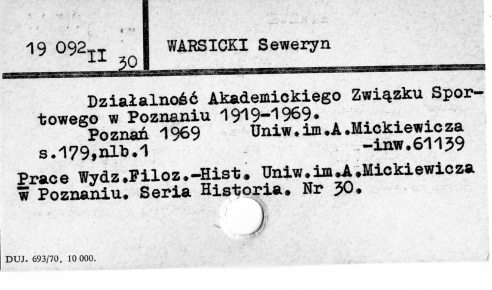 19 092 II 30 WARSICKI Seweryn
Działalność Akademickiego Związku Spor-
towego w Poznaniu 1919-1969.
Poznań 1969 Uniw.im.A.Mickiewicza
s.179,nlb.1 -inw.61139
Prace Wydz.Filoz.-Hist. Uniw.im.A.Mickiewicza
w Poznaniu. Seria Historia. Nr 30.
DUJ. 693/70. 10 000.